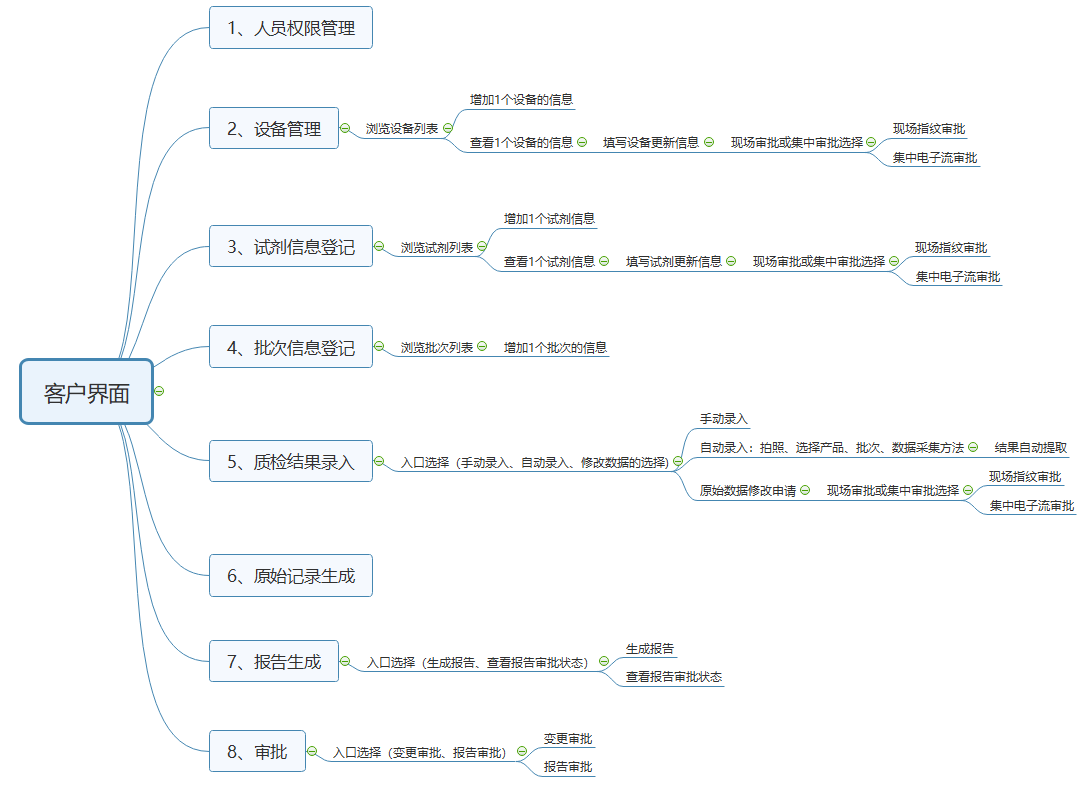 1、人员权限管理
2、设备管理
浏览设备列表
增加1个设备的信息
查看1个设备的信息
填写设备更新信息
现场审批或集中审批选择
现场指纹审批
集中电子流审批
3、试剂信息登记
浏览试剂列表
增加1个试剂信息
查看1个试剂信息
填写试剂更新信息
现场审批或集中审批选择
现场指纹审批
集中电子流审批
4、批次信息登记
浏览批次列表
增加1个批次的信息
客户界面
5、质检结果录入
入口选择（手动录入、自动录入、修改数据的选择)
手动录入
自动录入：拍照、选择产品、批次、数据采集方法
结果自动提取
原始数据修改申请
现场审批或集中审批选择
现场指纹审批
集中电子流审批
6、原始记录生成
7、报告生成
入口选择（生成报告、查看报告审批状态）
生成报告
查看报告审批状态
8、审批
入口选择（变更审批、报告审批）
变更审批
报告审批